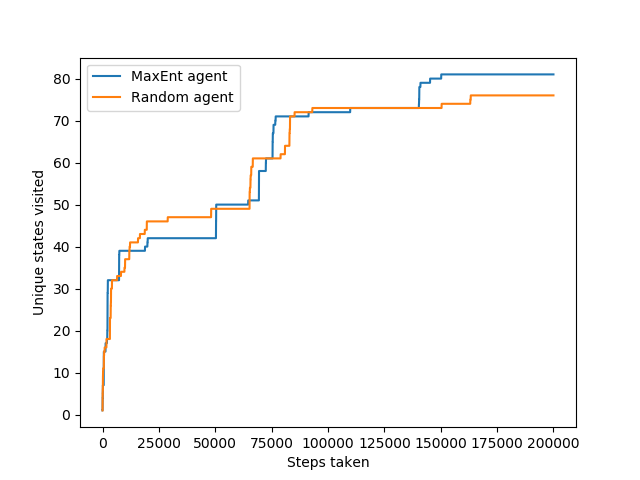 MaxEnt agent
Random agent
Unique states visited
80
70
60
50
40
30
20
10
0
0 25000 50000 75000 100000 125000 150000 175000 200000
Steps taken